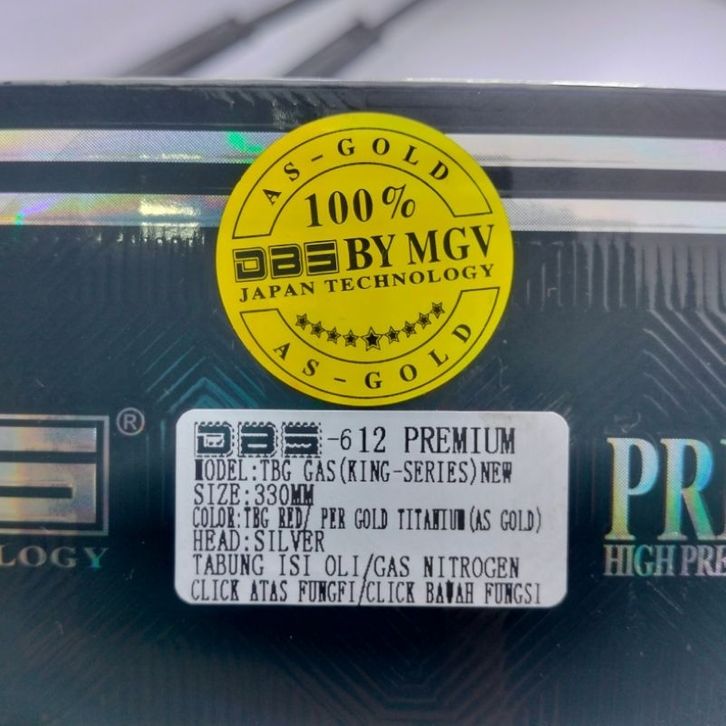 AS-GOLD
100%
DBS BY MGV
JAPAN TECHNOLOGY
AS-GOLD
®
LOGY
DBS-612 PREMIUM
MODEL:TBG GAS(KING-SERIES)NEW
SIZE:330MM
COLOR:TBG RED/ PER GOLD TITANIUM(AS GOLD)
HEAD:SILVER
TABUNG ISI OLI/GAS NITROGEN
CLICK ATAS FUNGFI/CLICK BAWAH FUNGSI
PR
HIGH PRE